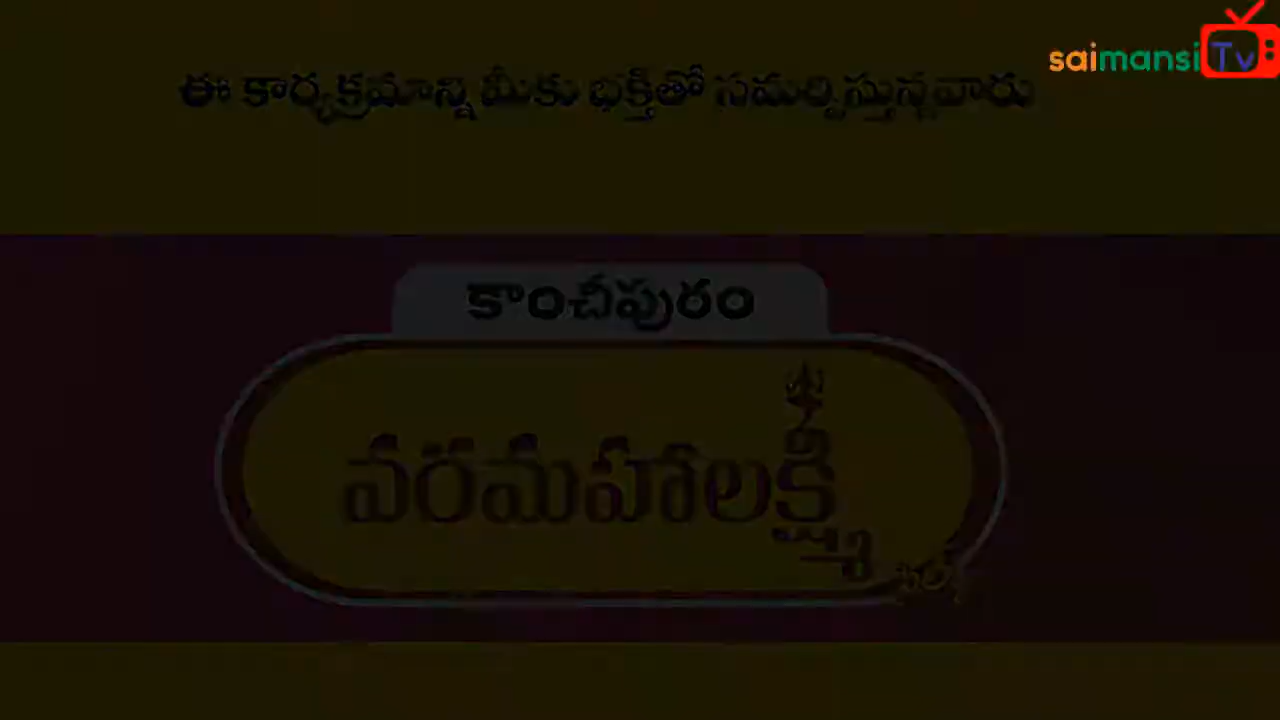 saimansi Tv
ఈ కార్యక్రమాన్ని మీకు భక్తితో సమర్పిస్తున్నవారు
కాంచీపురం
వరమహాలక్ష్మి
సిల్క్స్